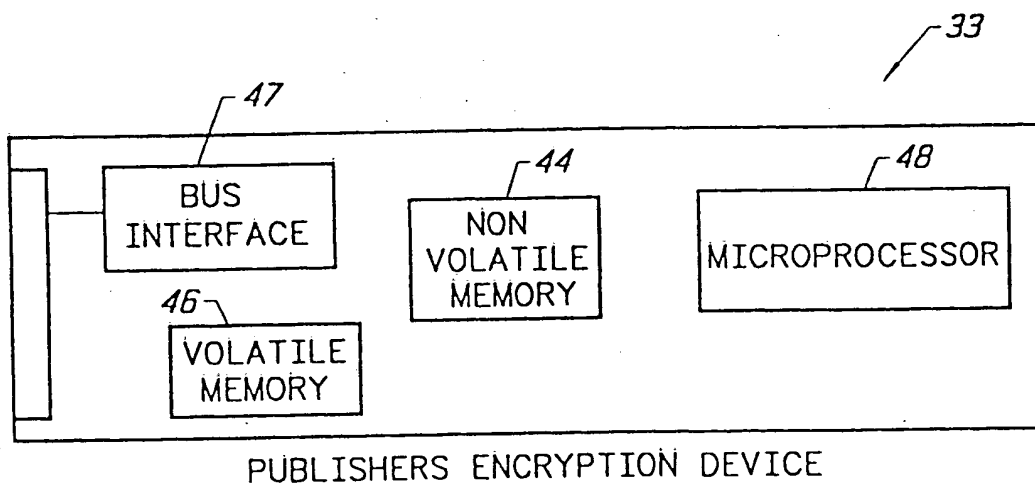 33
47
BUS
INTERFACE
44
NON
VOLATILE
MEMORY
48
MICROPROCESSOR
46
VOLATILE
MEMORY
PUBLISHERS ENCRYPTION DEVICE